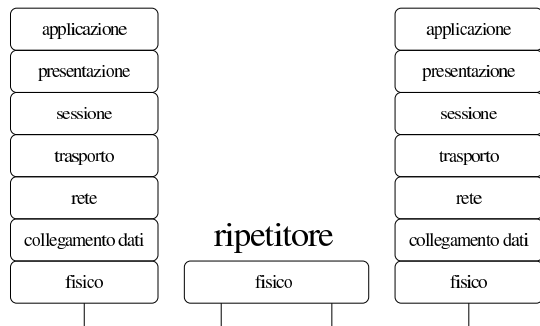 applicazione
presentazione
sessione
trasporto
rete
collegamento dati
fisico
ripetitore
fisico
applicazione
presentazione
sessione
trasporto
rete
collegamento dati
fisico